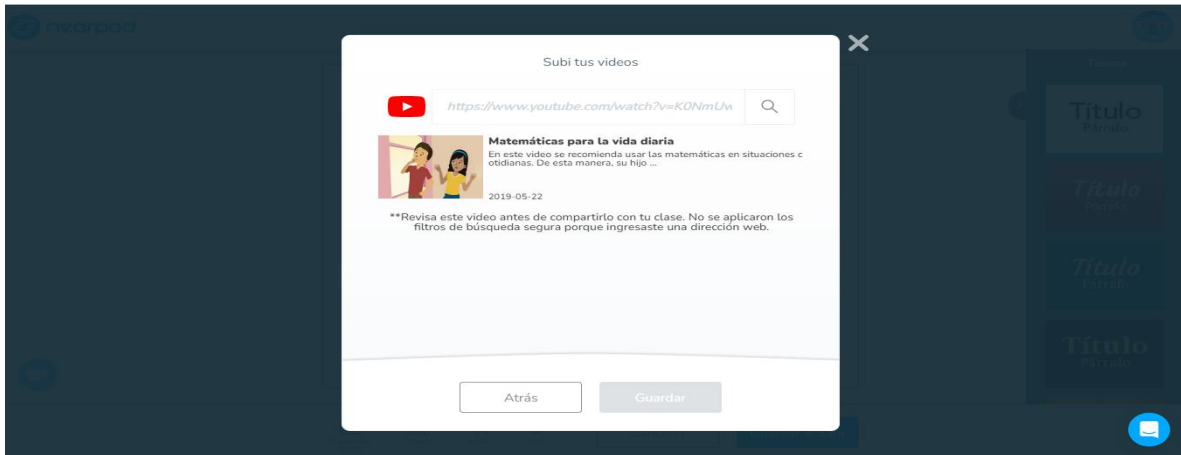 nearpod
Subi tus videos
https://www.youtube.com/watch?v=K0NmUw
Matemáticas para la vida diaria
En este video se recomienda usar las matemáticas en situaciones c
otidianas. De esta manera, su hijo ...
2019-05-22
**Revisa este video antes de compartirlo con tu clase. No se aplicaron los
filtros de búsqueda segura porque ingresaste una dirección web.
Atrás
Guardar
Título
Párrafo
Título
Párrafo
Título
Párrafo
Título
Párrafo